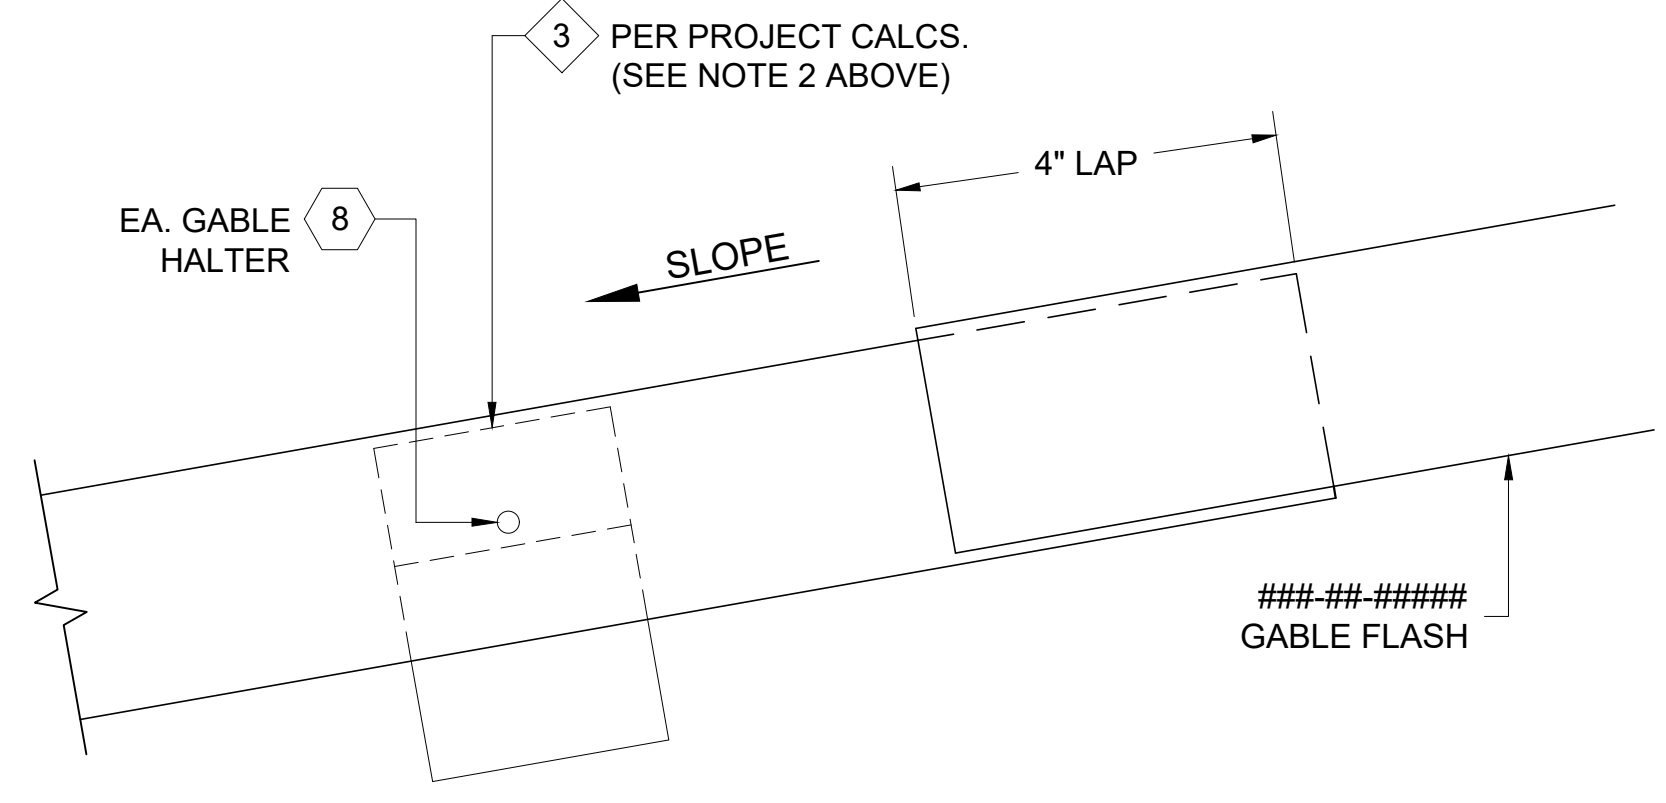 3 PER PROJECT CALCS.
(SEE NOTE 2 ABOVE)
4" LAP
EA. GABLE 8
HALTER
SLOPE
###-##-#####
GABLE FLASH